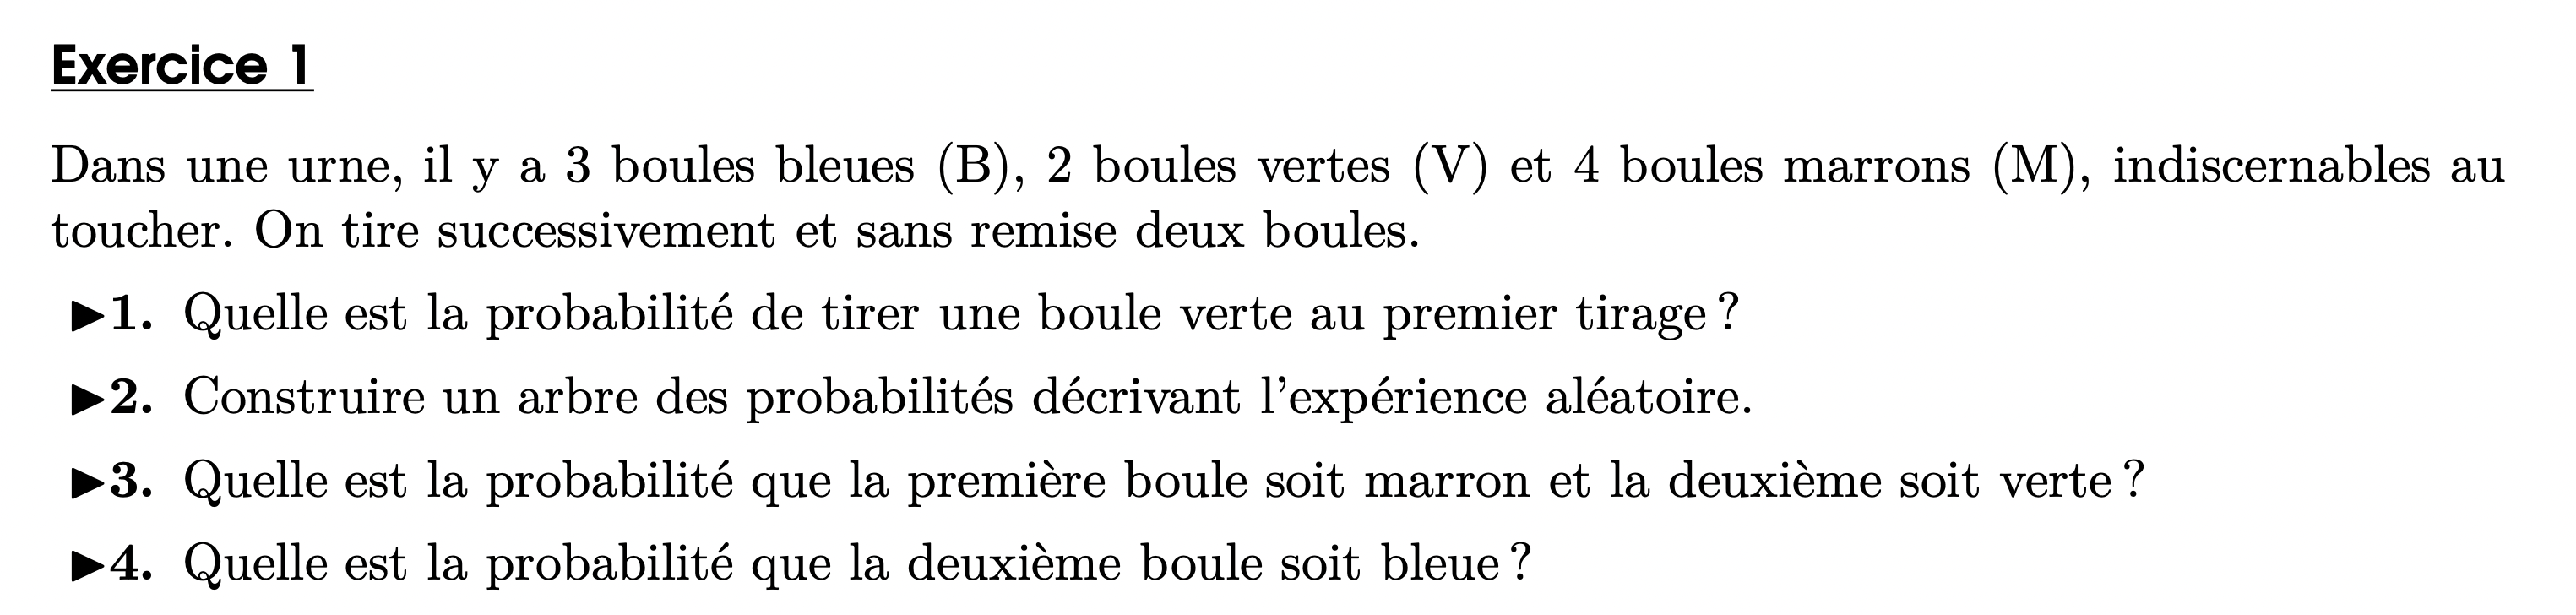 Exercice 1
Dans une urne, il y a 3 boules bleues (B), 2 boules vertes (V) et 4 boules marrons (M), indiscernables au
toucher. On tire successivement et sans remise deux boules.
▶1. Quelle est la probabilité de tirer une boule verte au premier tirage ?
▶2. Construire un arbre des probabilités décrivant l'expérience aléatoire.
▶3. Quelle est la probabilité que la première boule soit marron et la deuxième soit verte ?
▶4. Quelle est la probabilité que la deuxième boule soit bleue ?